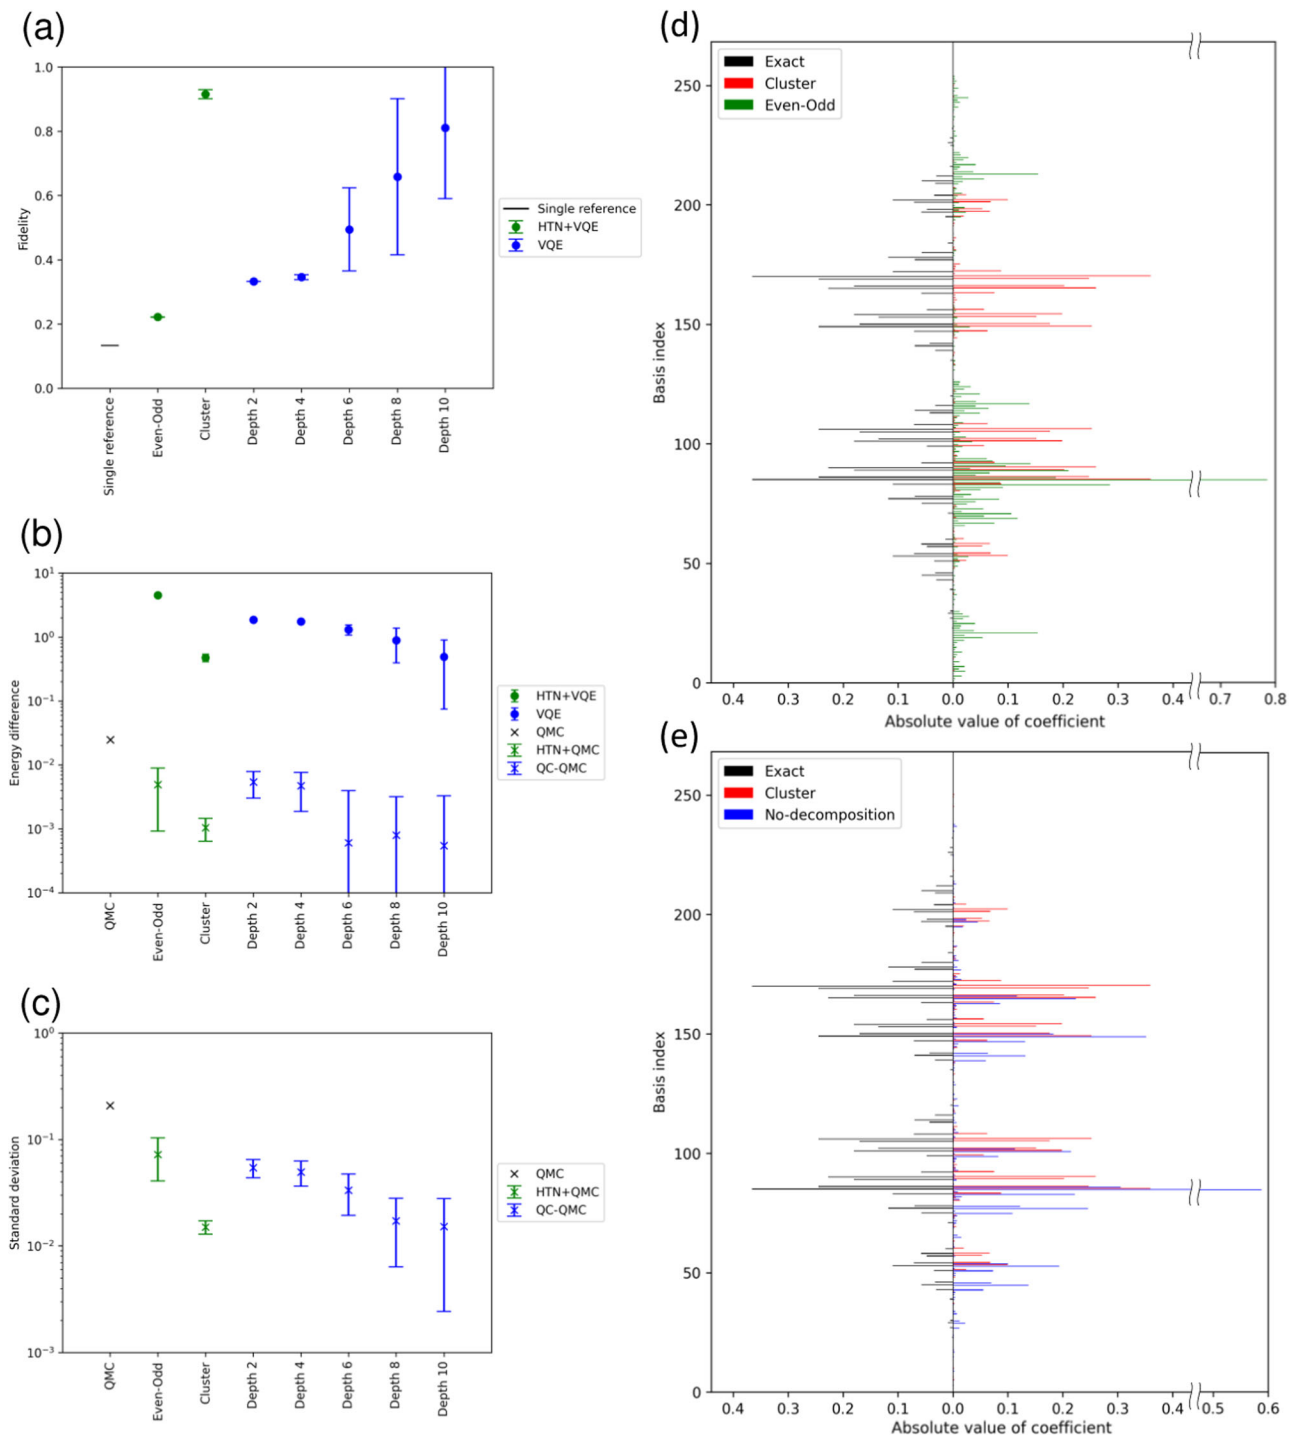 (a)
1.0
0.8
0.6
0.4
0.2
0.0
Fidelity
Single reference
Even-Odd
Cluster
Depth 2
Depth 4
Depth 6
Depth 8
Depth 10
Single reference
HTN+VQE
VQE
(b)
10¹
10⁰
10⁻¹
10⁻²
10⁻³
10⁻⁴
Energy difference
QMC
Even-Odd
Cluster
Depth 2
Depth 4
Depth 6
Depth 8
Depth 10
HTN+VQE
VQE
QMC
HTN+QMC
QC-QMC
(c)
10⁰
10⁻¹
10⁻²
10⁻³
Standard deviation
QMC
Even-Odd
Cluster
Depth 2
Depth 4
Depth 6
Depth 8
Depth 10
QMC
HTN+QMC
QC-QMC
(d)
Exact
Cluster
Even-Odd
250
200
150
100
50
0
Basis index
0.4 0.3 0.2 0.1 0.0 0.1 0.2 0.3 0.4 0.7 0.8
Absolute value of coefficient
(e)
Exact
Cluster
No-decomposition
250
200
150
100
50
0
Basis index
0.4 0.3 0.2 0.1 0.0 0.1 0.2 0.3 0.4 0.5 0.6
Absolute value of coefficient